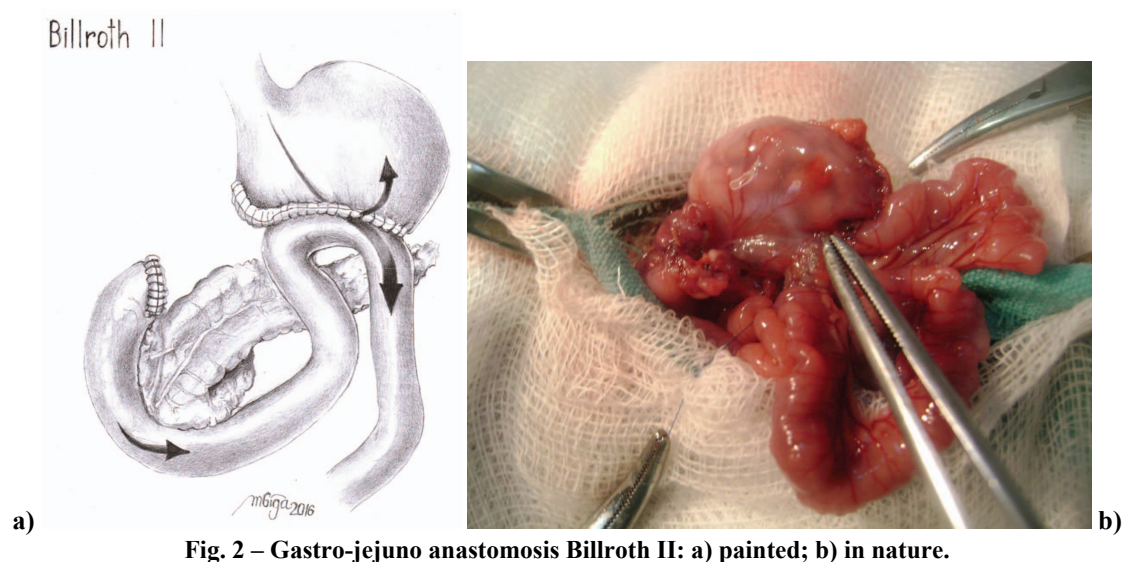 Billroth II
mGiga 2016
a)
b)
Fig. 2 – Gastro-jejuno anastomosis Billroth II: a) painted; b) in nature.